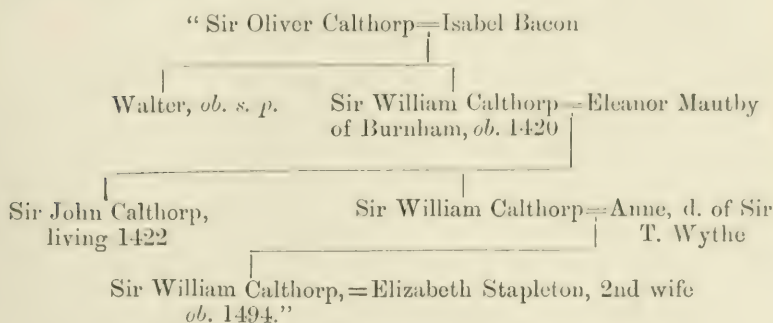 “ Sir Oliver Calthorp=Isabel Bacon
Walter, ob. s. p. Sir William Calthorp=Eleanor Mautby
of Burnham, ob. 1420
Sir John Calthorp, Sir William Calthorp=Anne, d. of Sir
living 1422 T. Wythe
Sir William Calthorp,=Elizabeth Stapleton, 2nd wife
ob. 1494.”